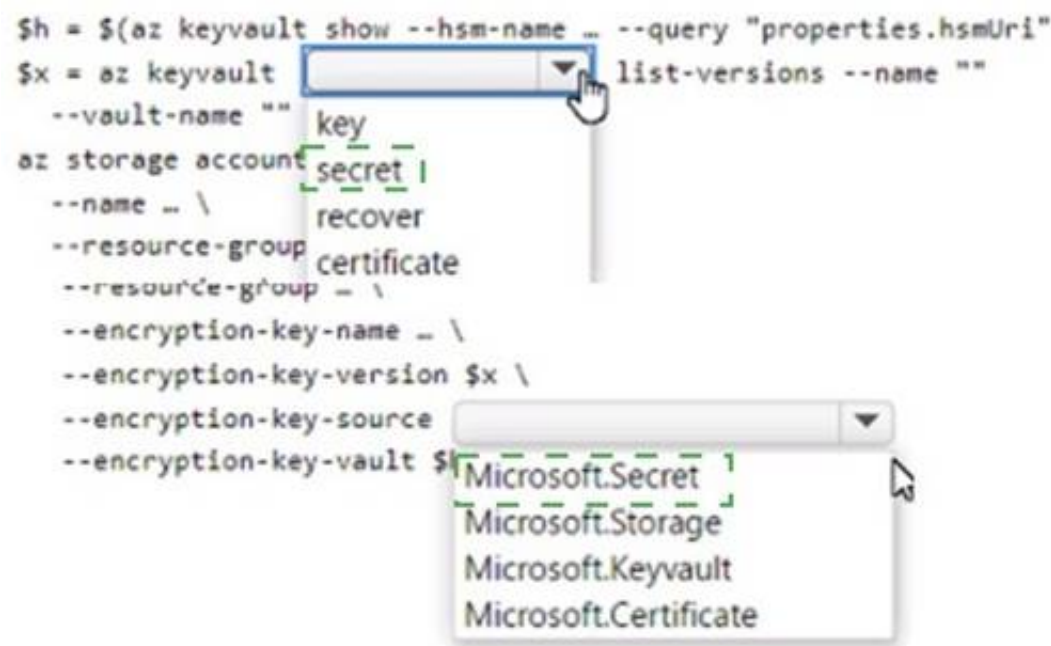 $h = $(az keyvault show --hsm-name … --query "properties.hsmUri"
$x = az keyvault list-versions --name ""
--vault-name ""
key
secret
recover
certificate
az storage account
--name … \
--resource-group
--resource-group … \
--encryption-key-name … \
--encryption-key-version $x \
--encryption-key-source
--encryption-key-vault $
Microsoft.Secret
Microsoft.Storage
Microsoft.Keyvault
Microsoft.Certificate